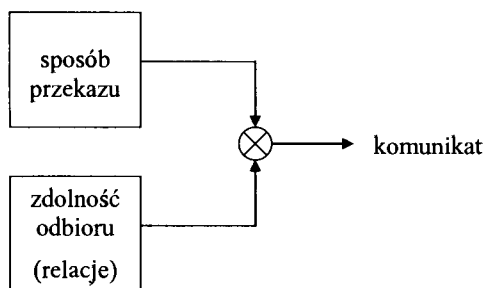 sposób
przekazu
komunikat
zdolność
odbioru
(relacje)